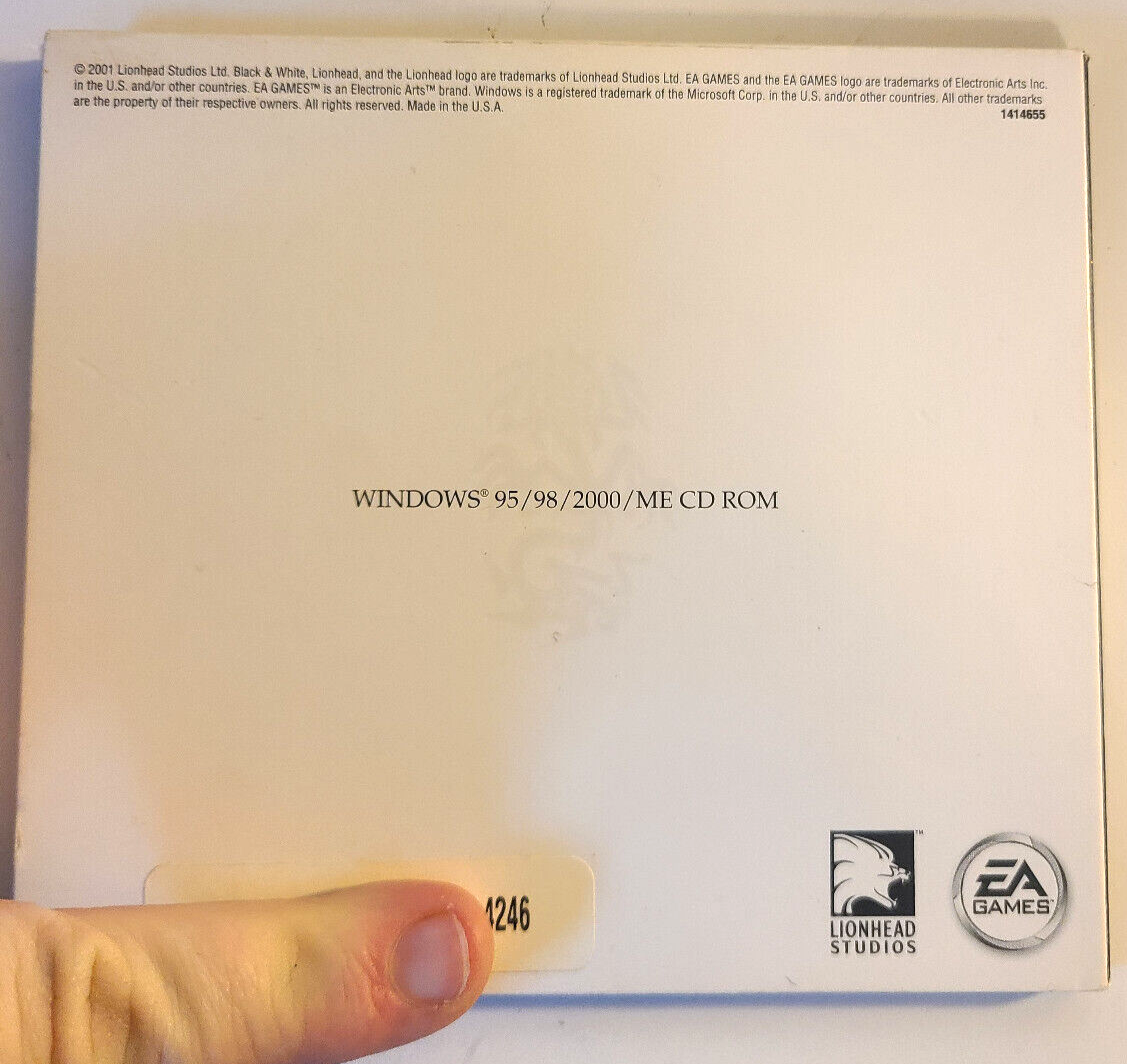 © 2001 Lionhead Studios Ltd. Black & White, Lionhead, and the Lionhead logo are trademarks of Lionhead Studios Ltd. EA GAMES and the EA GAMES logo are trademarks of Electronic Arts Inc.
in the U.S. and/or other countries. EA GAMES™ is an Electronic Arts™ brand. Windows is a registered trademark of the Microsoft Corp. in the U.S. and/or other countries. All other trademarks
are the property of their respective owners. All rights reserved. Made in the U.S.A.
1414655
WINDOWS® 95/98/2000/ME CD ROM
4246
™
LIONHEAD
STUDIOS
EA
GAMES™